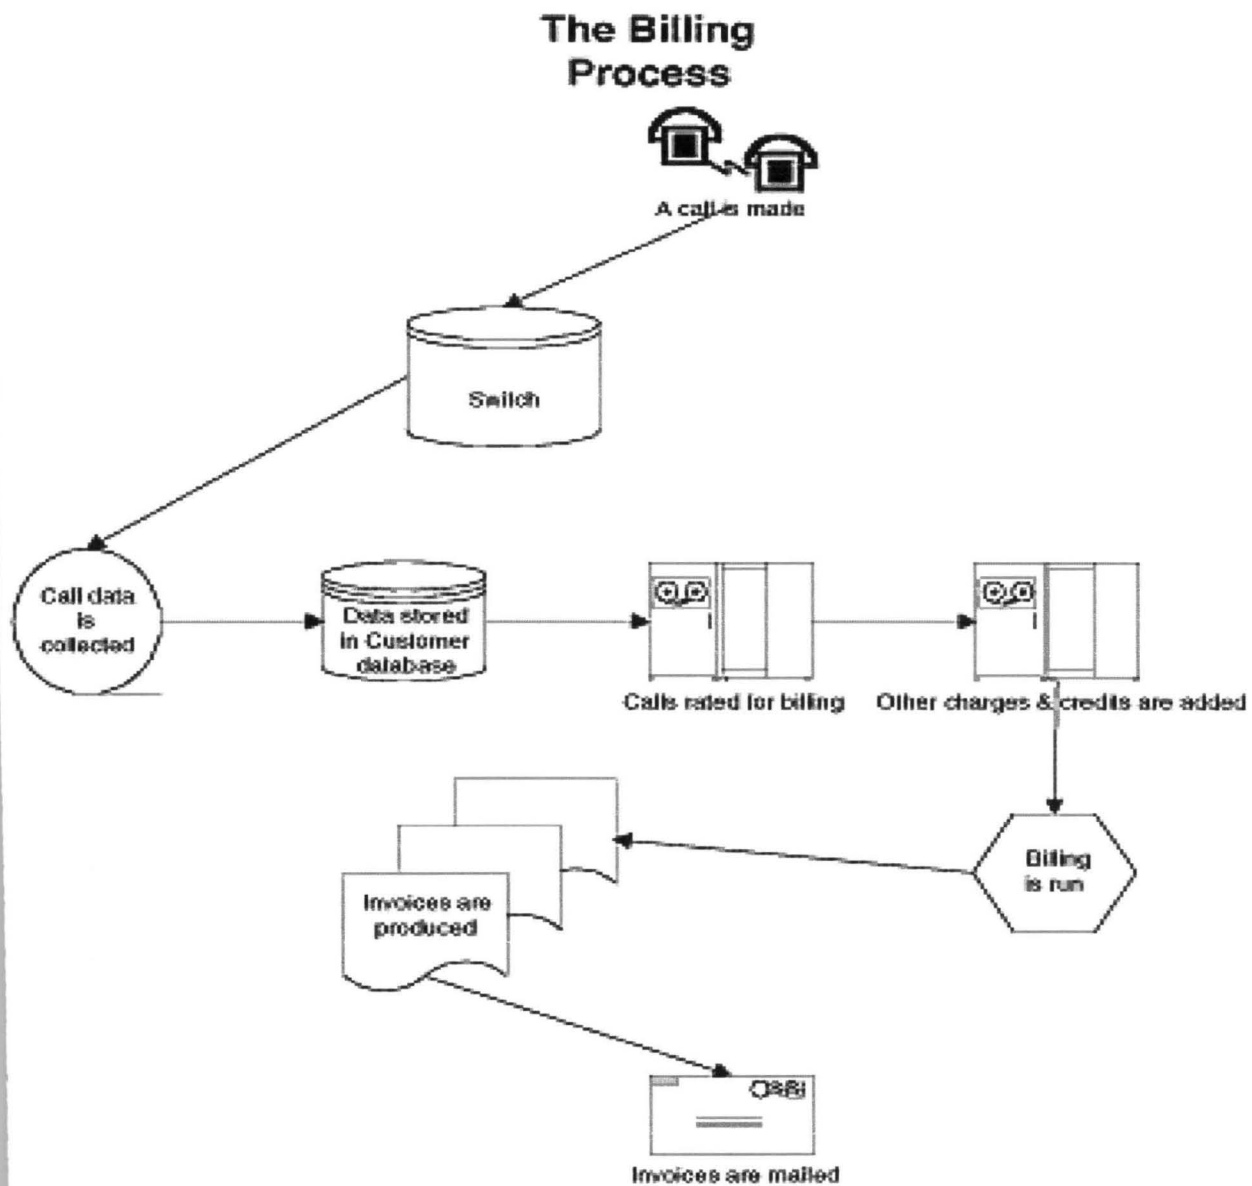 The Billing
Process
A call is made
Switch
Call data
is
collected
Data stored
in Customer
database
Calls rated for billing
Other charges & credits are added
Billing
is run
Invoices are
produced
Invoices are mailed